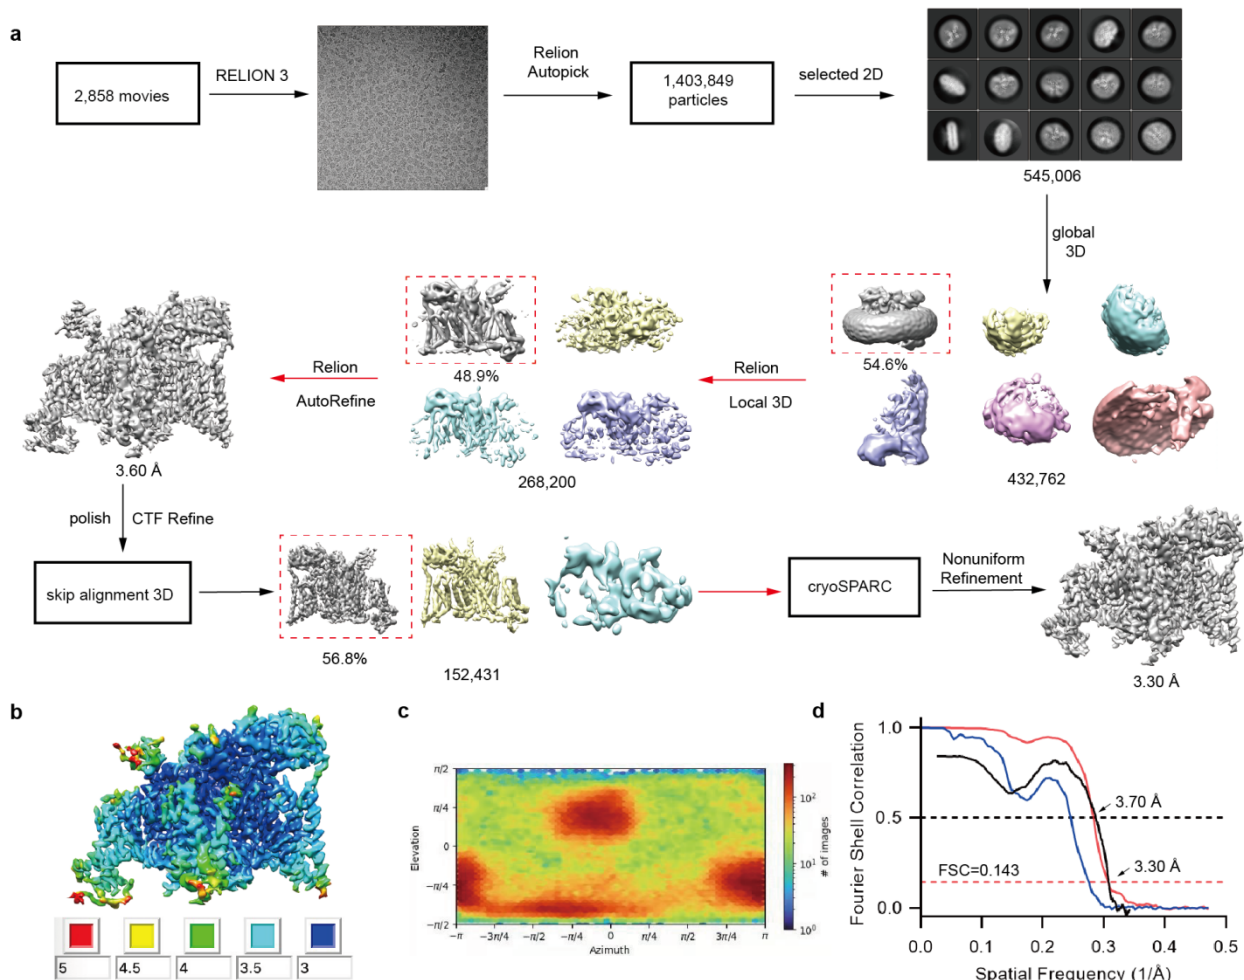 a
2,858 movies
RELION 3
Relion
Autopick
1,403,849
particles
selected 2D
545,006
global
3D
54.6%
432,762
Relion
Local 3D
48.9%
268,200
Relion
AutoRefine
3.60 Å
polish
CTF Refine
skip alignment 3D
56.8%
152,431
cryoSPARC
Nonuniform
Refinement
3.30 Å
b
5
4.5
4
3.5
3
c
Elevation
π/2
π/4
0
−π/4
−π/2
−π
−3π/4
−π/2
−π/4
0
π/4
π/2
3π/4
π
Azimuth
10²
10¹
10⁰
# of images
d
Fourier Shell Correlation
1.0
0.5
0.0
3.70 Å
FSC=0.143
3.30 Å
0.0
0.1
0.2
0.3
0.4
0.5
Spatial Frequency (1/Å)